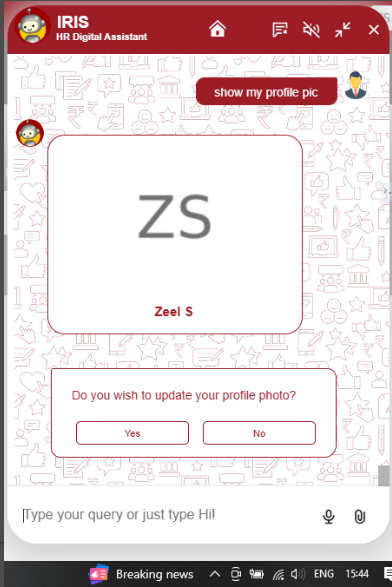 IRIS
HR Digital Assistant
show my profile pic
ZS
Zeel S
Do you wish to update your profile photo?
Yes
No
Type your query or just type Hi!
Breaking news
ENG
15:44